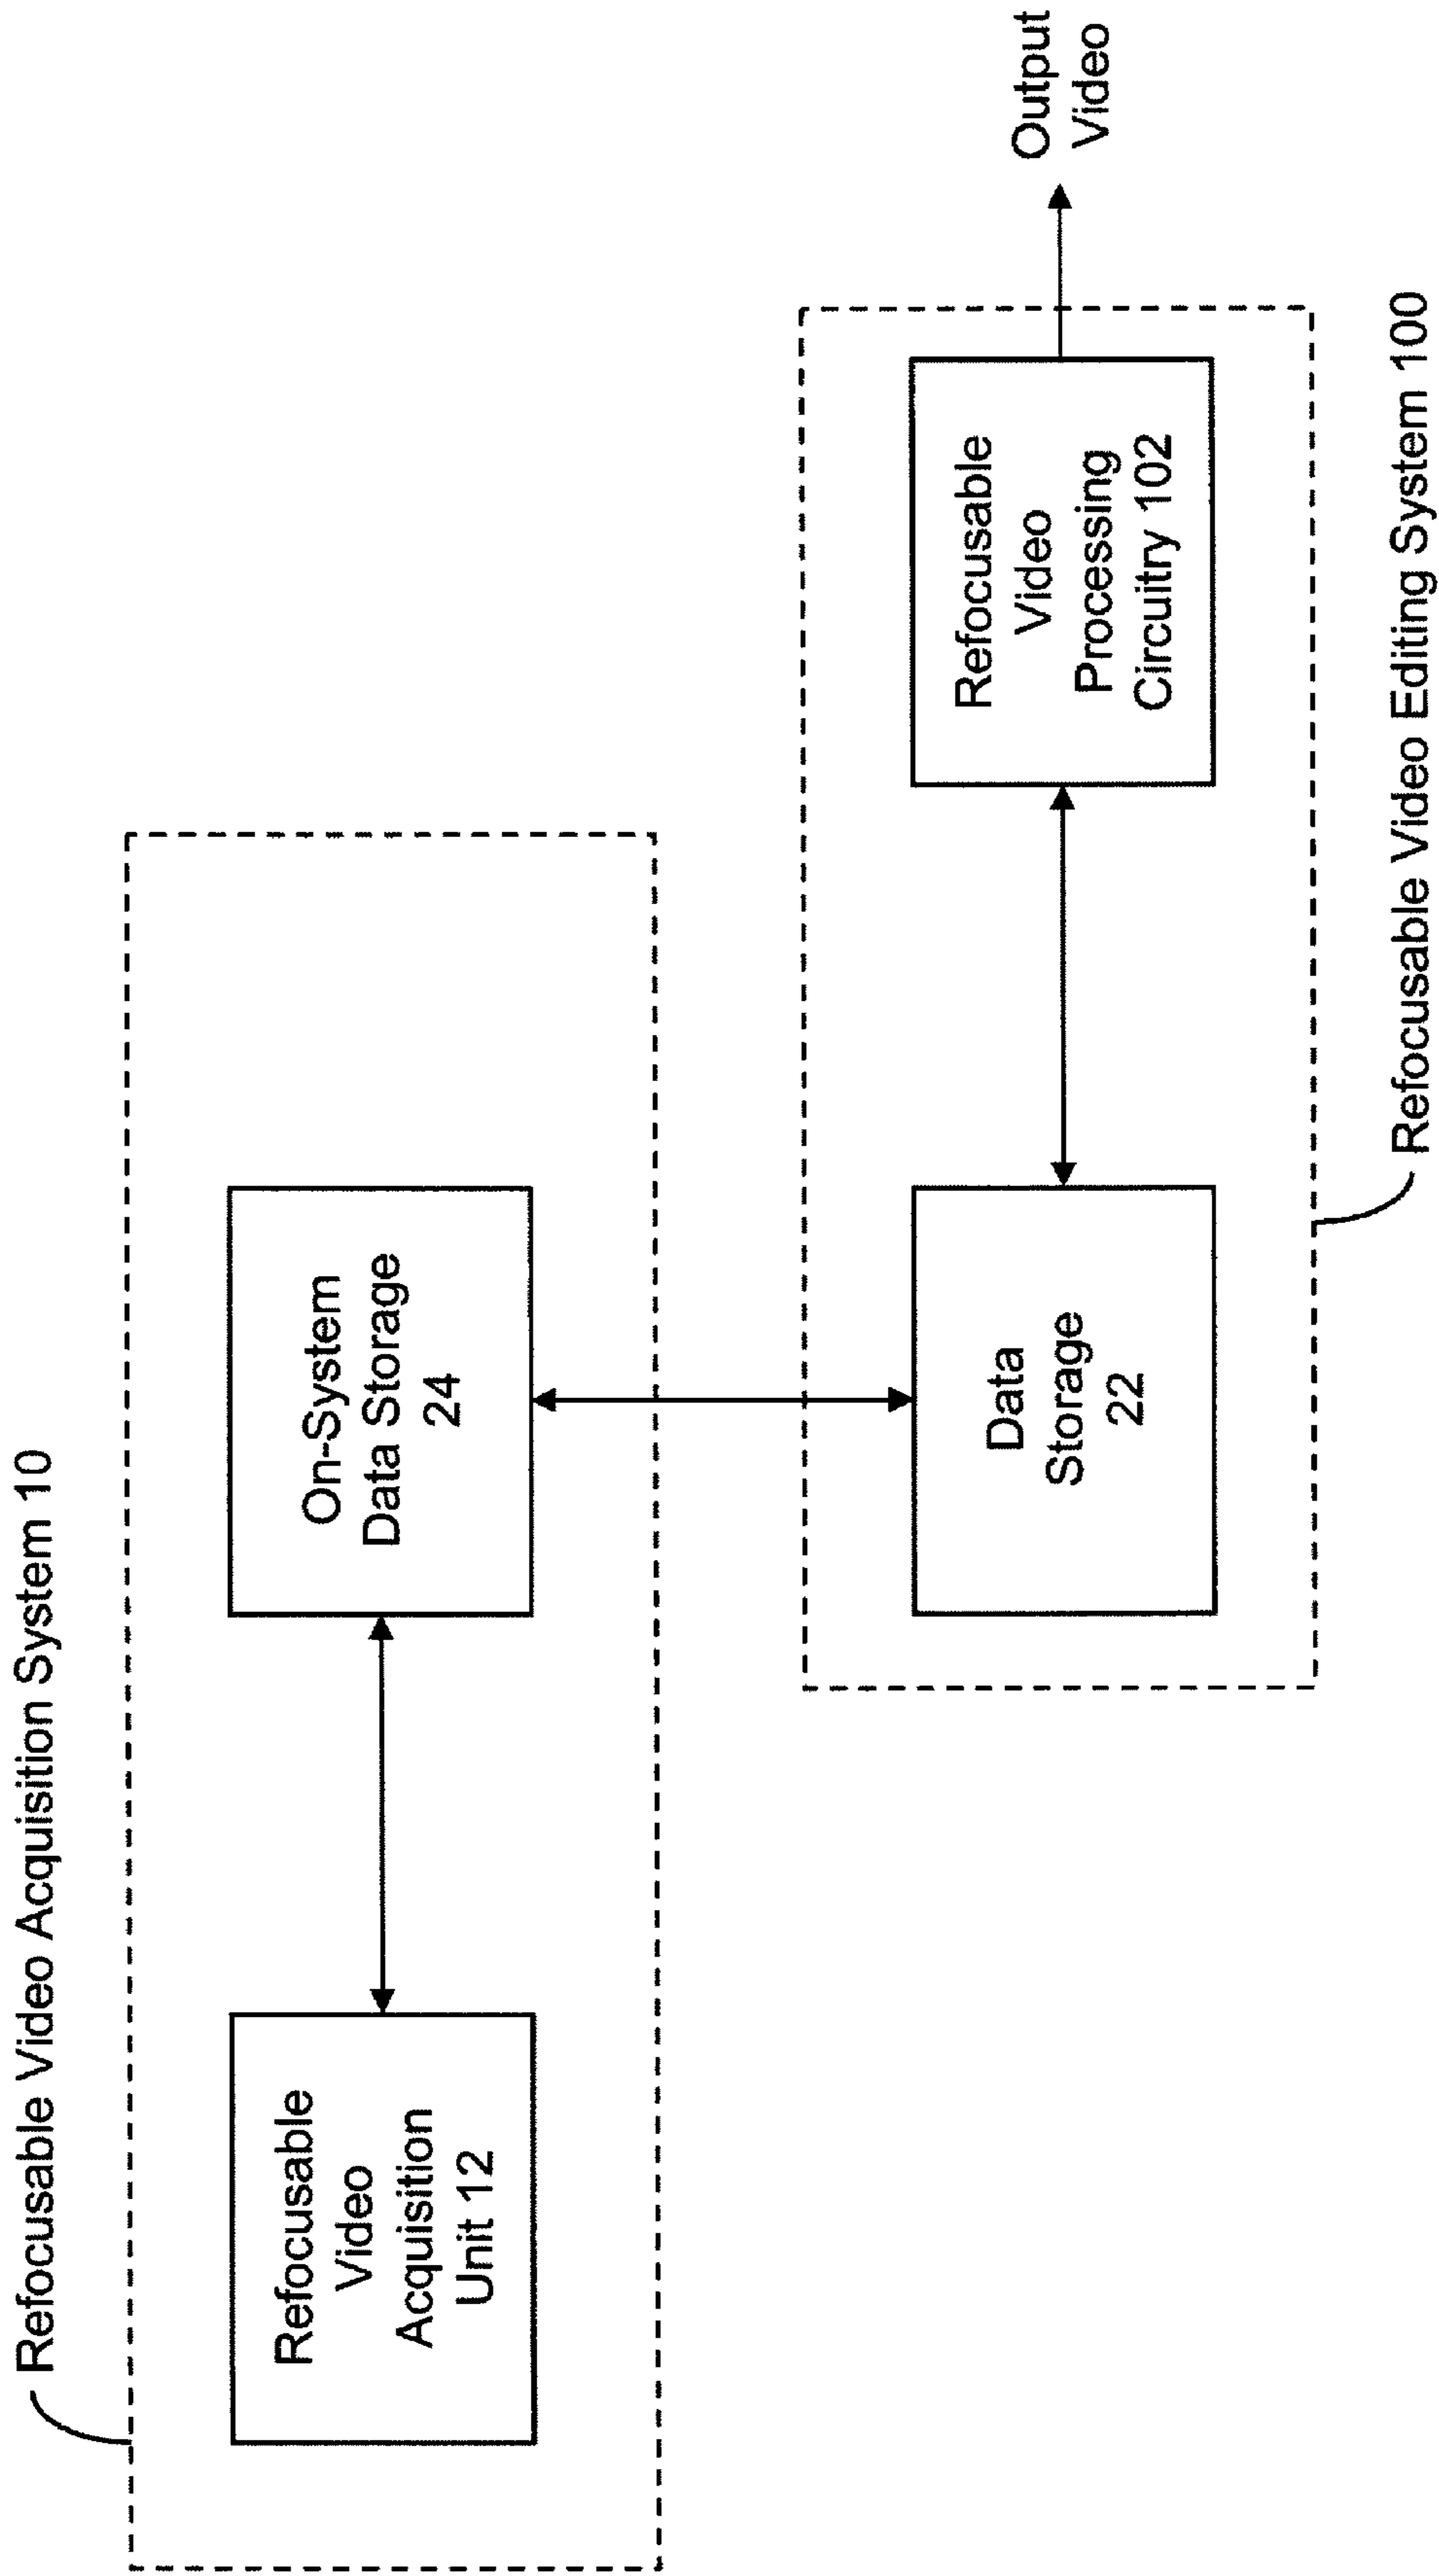 Refocusable Video Acquisition System 10
Refocusable
Video
Acquisition
Unit 12
On-System
Data Storage
24
Data
Storage
22
Refocusable
Video
Processing
Circuitry 102
Output
Video
Refocusable Video Editing System 100